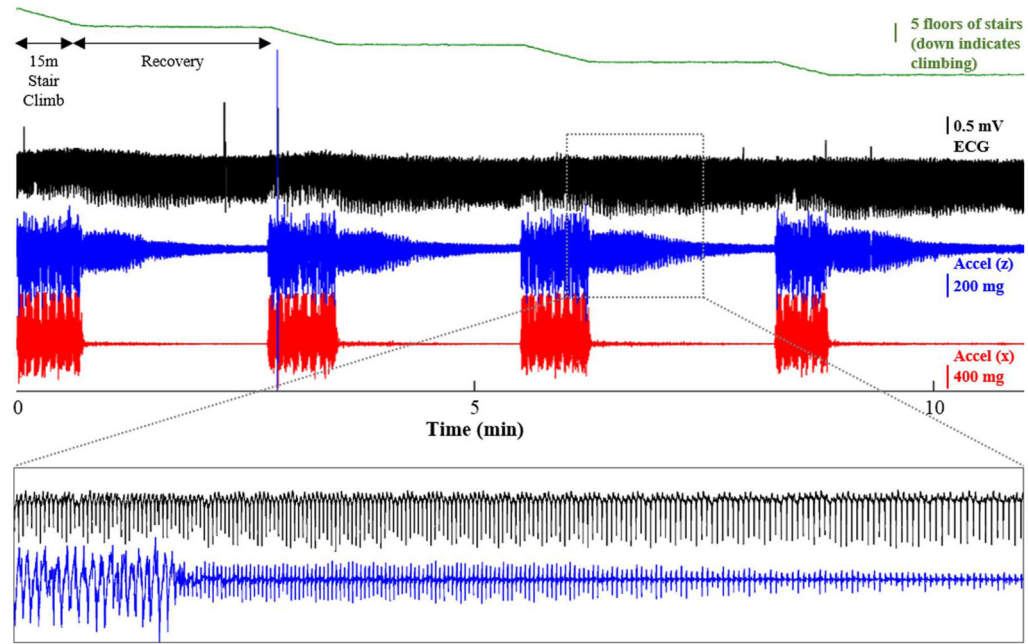 5 floors of stairs
(down indicates
climbing)
15m
Stair
Climb
Recovery
0.5 mV
ECG
Accel (z)
200 mg
Accel (x)
400 mg
0
5
10
Time (min)